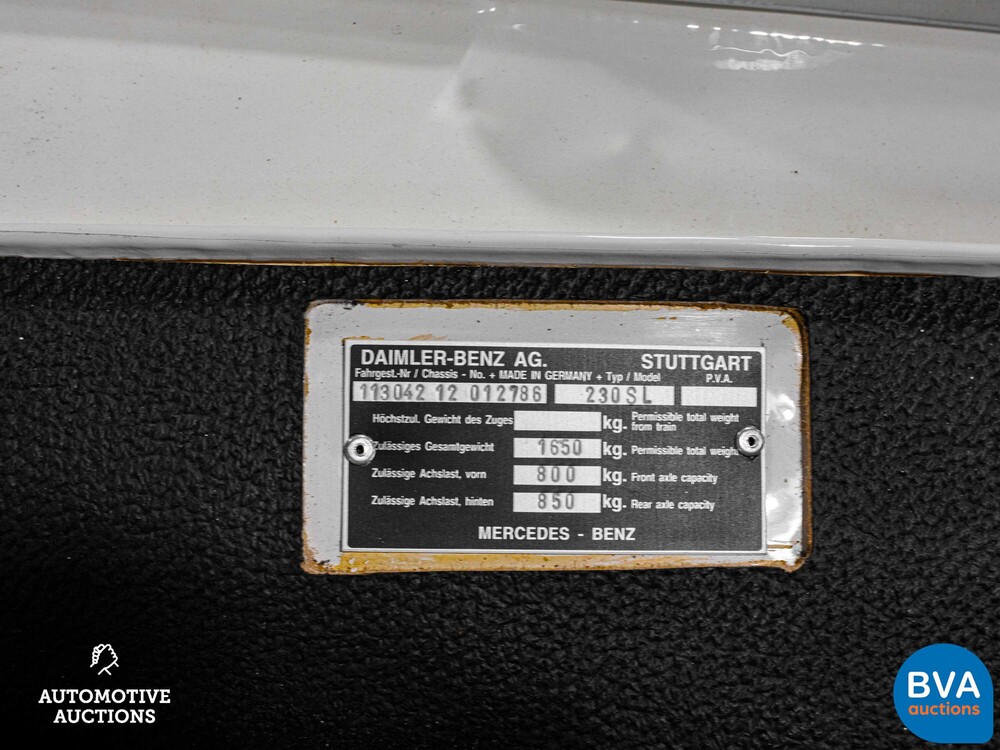 DAIMLER-BENZ AG. STUTTGART
Fahrgest.-Nr / Chassis - No. + MADE IN GERMANY + Typ / Model P.V.A.
113042 12 012786 230SL
Höchstzul. Gewicht des Zuges kg. Permissible total weight from train
Zulässiges Gesamtgewicht 1650 kg. Permissible total weight
Zulässige Achslast, vorn 800 kg. Front axle capacity
Zulässige Achslast, hinten 850 kg. Rear axle capacity
MERCEDES - BENZ
AUTOMOTIVE
AUCTIONS
BVA
auctions